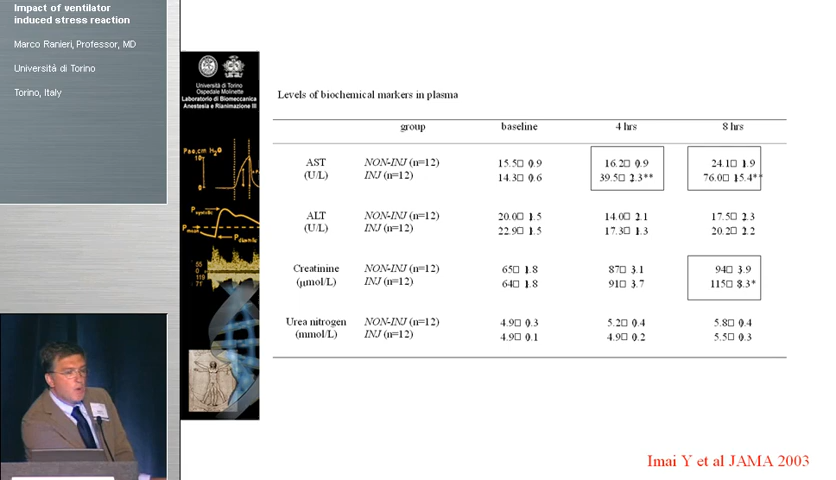 Impact of ventilator
induced stress reaction
Marco Ranieri, Professor, MD
Universitá di Torino
Torino, Italy
Università di Torino
Ospedale Molinette
Laboratorio di Biomeccanica
Anestesia e Rianimazione III
Levels of biochemical markers in plasma
group baseline 4 hrs 8 hrs
AST NON-INJ (n=12) 15.5□ 0.9 16.2□ 0.9 24.1□ 1.9
(U/L) INJ (n=12) 14.3□ 0.6 39.5□ 2.3** 76.0□ 15.4**
ALT NON-INJ (n=12) 20.0□ 1.5 14.0□ 2.1 17.5□ 2.3
(U/L) INJ (n=12) 22.9□ 1.5 17.3□ 1.3 20.2□ 2.2
Creatinine NON-INJ (n=12) 65□ 1.8 87□ 3.1 94□ 3.9
(μmol/L) INJ (n=12) 64□ 1.8 91□ 3.7 115□ 8.3*
Urea nitrogen NON-INJ (n=12) 4.9□ 0.3 5.2□ 0.4 5.8□ 0.4
(mmol/L) INJ (n=12) 4.9□ 0.1 4.9□ 0.2 5.5□ 0.3
Imai Y et al JAMA 2003